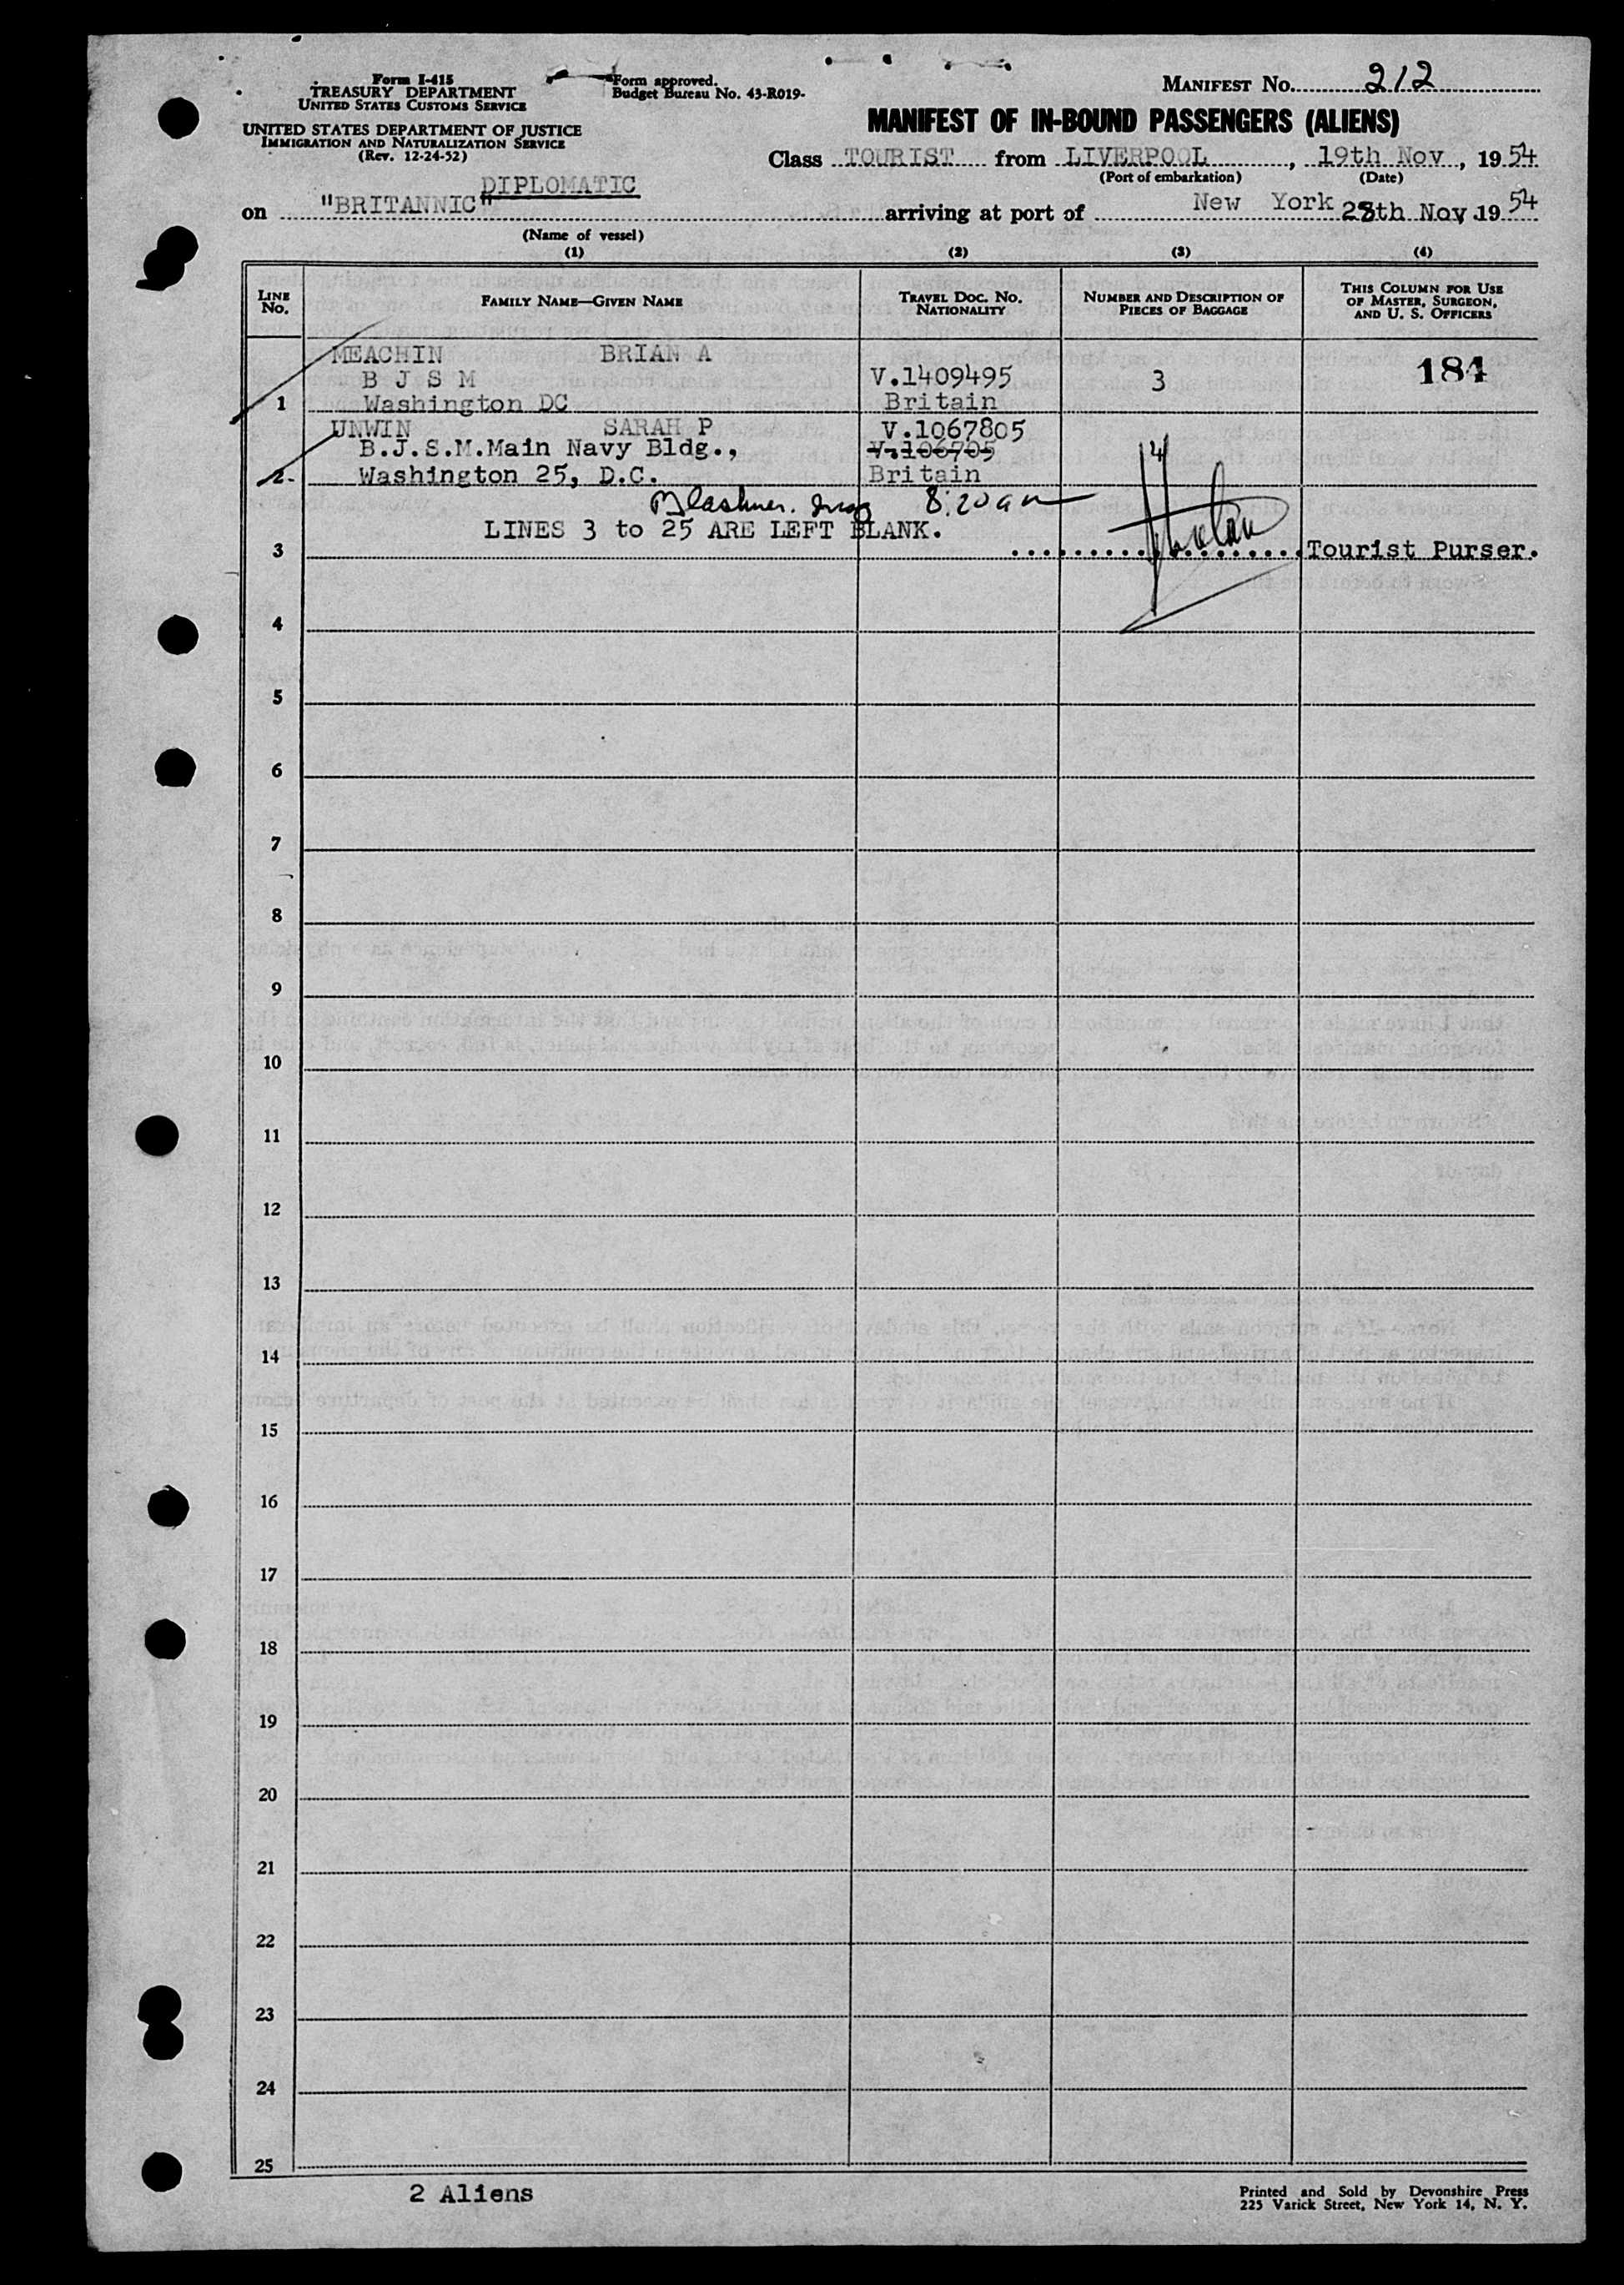 Form I-415
TREASURY DEPARTMENT
UNITED STATES CUSTOMS SERVICE
UNITED STATES DEPARTMENT OF JUSTICE
IMMIGRATION AND NATURALIZATION SERVICE
(Rev. 12-24-52)
Form approved.
Budget Bureau No. 43-R019-
MANIFEST NO. 212
MANIFEST OF IN-BOUND PASSENGERS (ALIENS)
Class TOURIST from LIVERPOOL, 19th Nov, 1954
(Port of embarkation) (Date)
DIPLOMATIC
on "BRITANNIC" arriving at port of New York 28th Nov 1954
(Name of vessel)
(1) (2) (3) (4)
LINE NO. FAMILY NAME—GIVEN NAME TRAVEL DOC. NO. NATIONALITY NUMBER AND DESCRIPTION OF PIECES OF BAGGAGE THIS COLUMN FOR USE OF MASTER, SURGEON, AND U. S. OFFICERS
MEACHIN BRIAN A 184
B J S M V.1409495 3
1 Washington DC Britain
UNWIN SARAH P V.1067805
B.J.S.M.Main Navy Bldg., V.106705 14
2 Washington 25, D.C. Britain
8:20 am
LINES 3 to 25 ARE LEFT BLANK.
3 Tourist Purser.
4
5
6
7
8
9
10
11
12
13
14
15
16
17
18
19
20
21
22
23
24
25
2 Aliens
Printed and Sold by Devonshire Press
225 Varick Street, New York 14, N. Y.